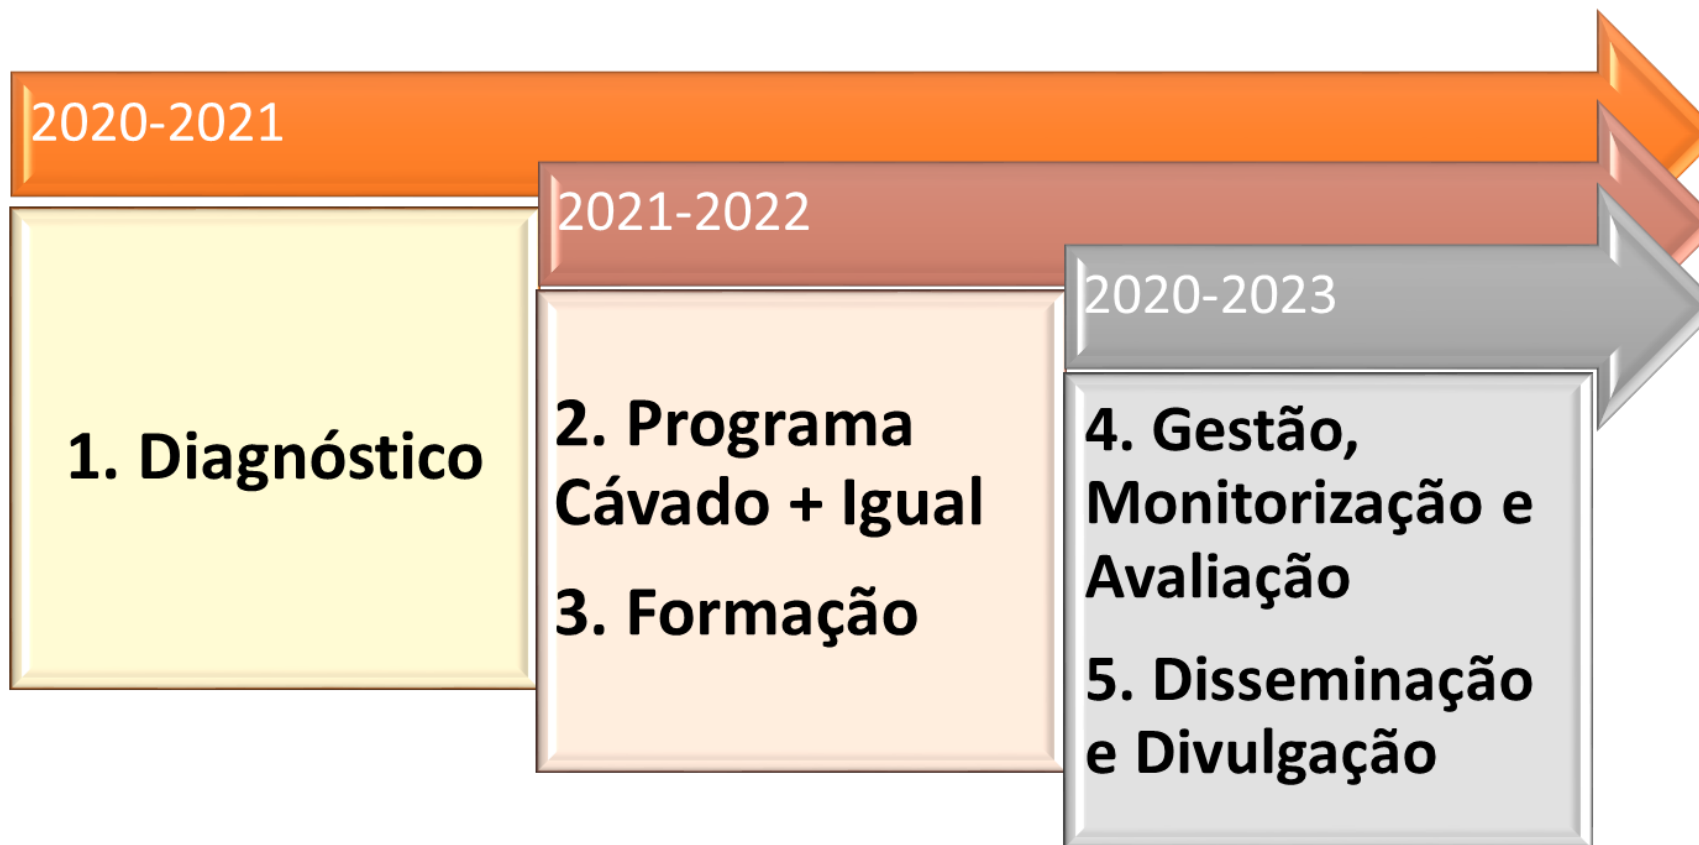 2020-2021
1. Diagnóstico
2021-2022
2. Programa
Cávado + Igual
3. Formação
2020-2023
4. Gestão,
Monitorização e
Avaliação
5. Disseminação
e Divulgação